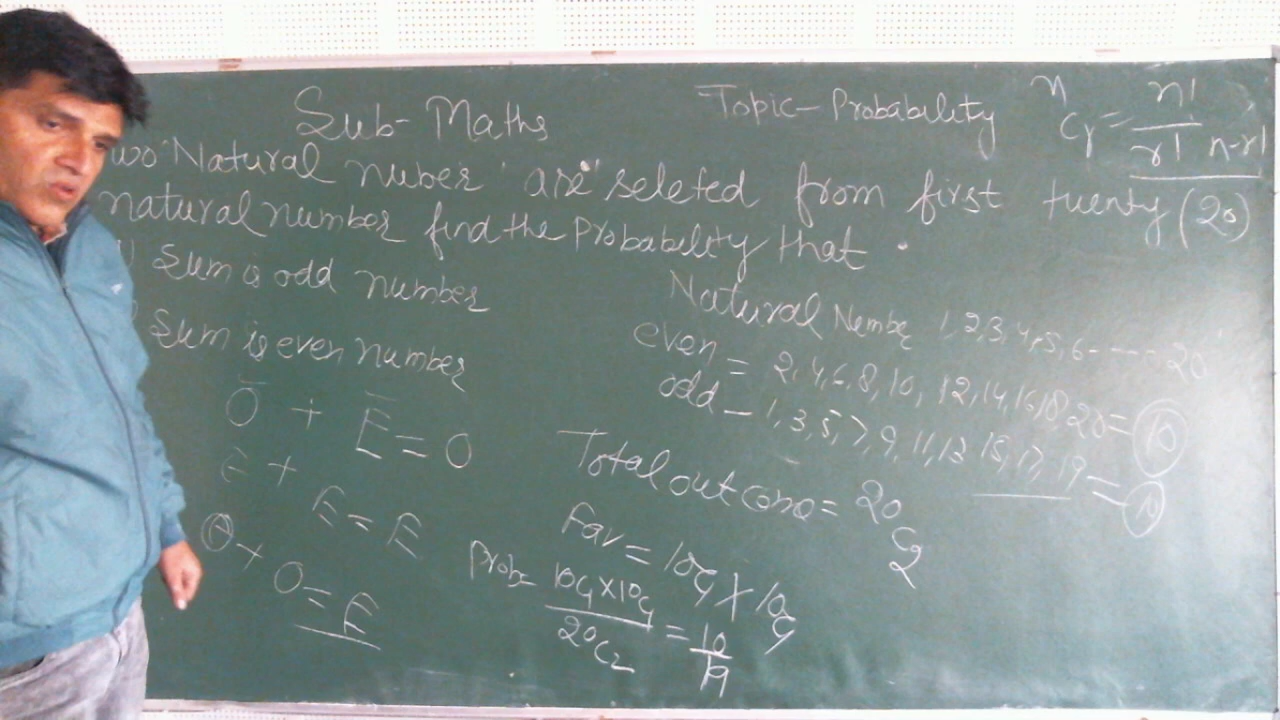 Sub- Maths
Topic- Probability
nCr = n! / r! n-r!
wo Natural nuber are seleted from first tuenty (20)
natural number find the Probability that .
) Sum is odd number
) Sum is even number
Natural Nembe 1,2,3,4,5,6----20
even = 2,4,6,8,10, 12,14,16,18 20= 10
odd - 1,3,5,7,9,11,13 15,17,19 = 10
O + E = O
E + E = E
O + O = E
Total out come = 20C2
Fav = 10C1 X 10C1
Prob = 10C1 X 10C1 / 20C2 = 10/19